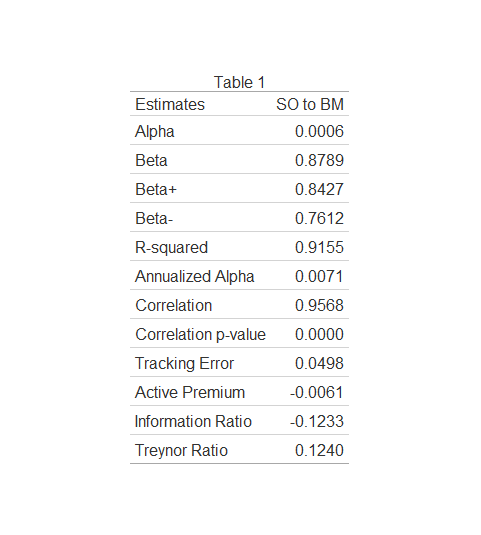 Table 1
Estimates SO to BM
Alpha 0.0006
Beta 0.8789
Beta+ 0.8427
Beta- 0.7612
R-squared 0.9155
Annualized Alpha 0.0071
Correlation 0.9568
Correlation p-value 0.0000
Tracking Error 0.0498
Active Premium -0.0061
Information Ratio -0.1233
Treynor Ratio 0.1240